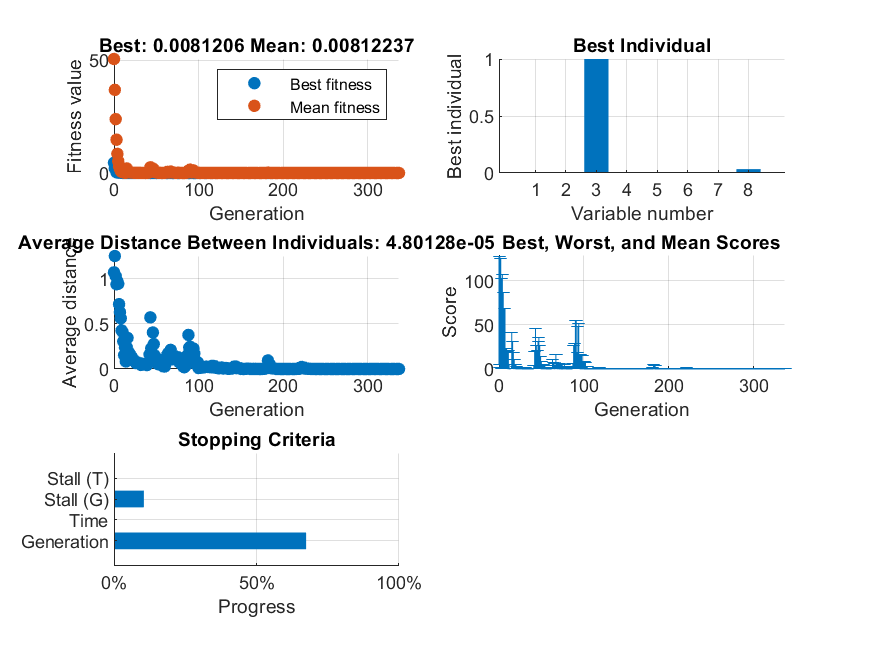 Best: 0.0081206 Mean: 0.00812237
Fitness value
50
0
Best fitness
Mean fitness
0 100 200 300
Generation
Best Individual
Best individual
1
0.5
0
1 2 3 4 5 6 7 8
Variable number
Average Distance Between Individuals: 4.80128e-05
Average distance
1
0.5
0
0 100 200 300
Generation
Best, Worst, and Mean Scores
Score
100
50
0
0 100 200 300
Generation
Stopping Criteria
Stall (T)
Stall (G)
Time
Generation
0% 50% 100%
Progress